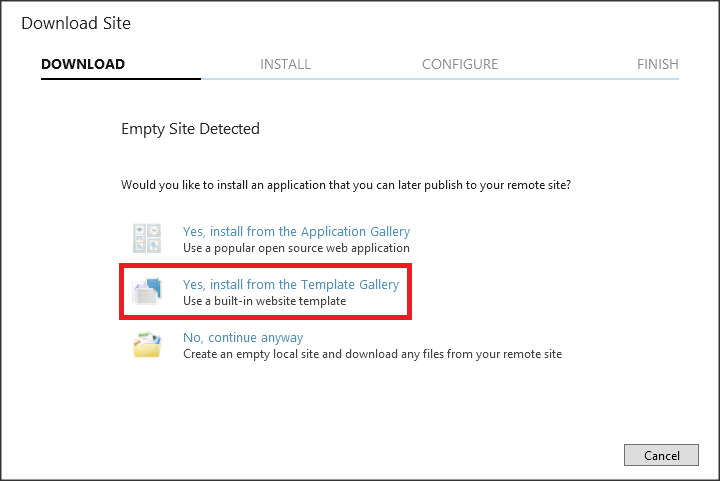 Download Site
DOWNLOAD INSTALL CONFIGURE FINISH
Empty Site Detected
Would you like to install an application that you can later publish to your remote site?
Yes, install from the Application Gallery
Use a popular open source web application
Yes, install from the Template Gallery
Use a built-in website template
No, continue anyway
Create an empty local site and download any files from your remote site
Cancel